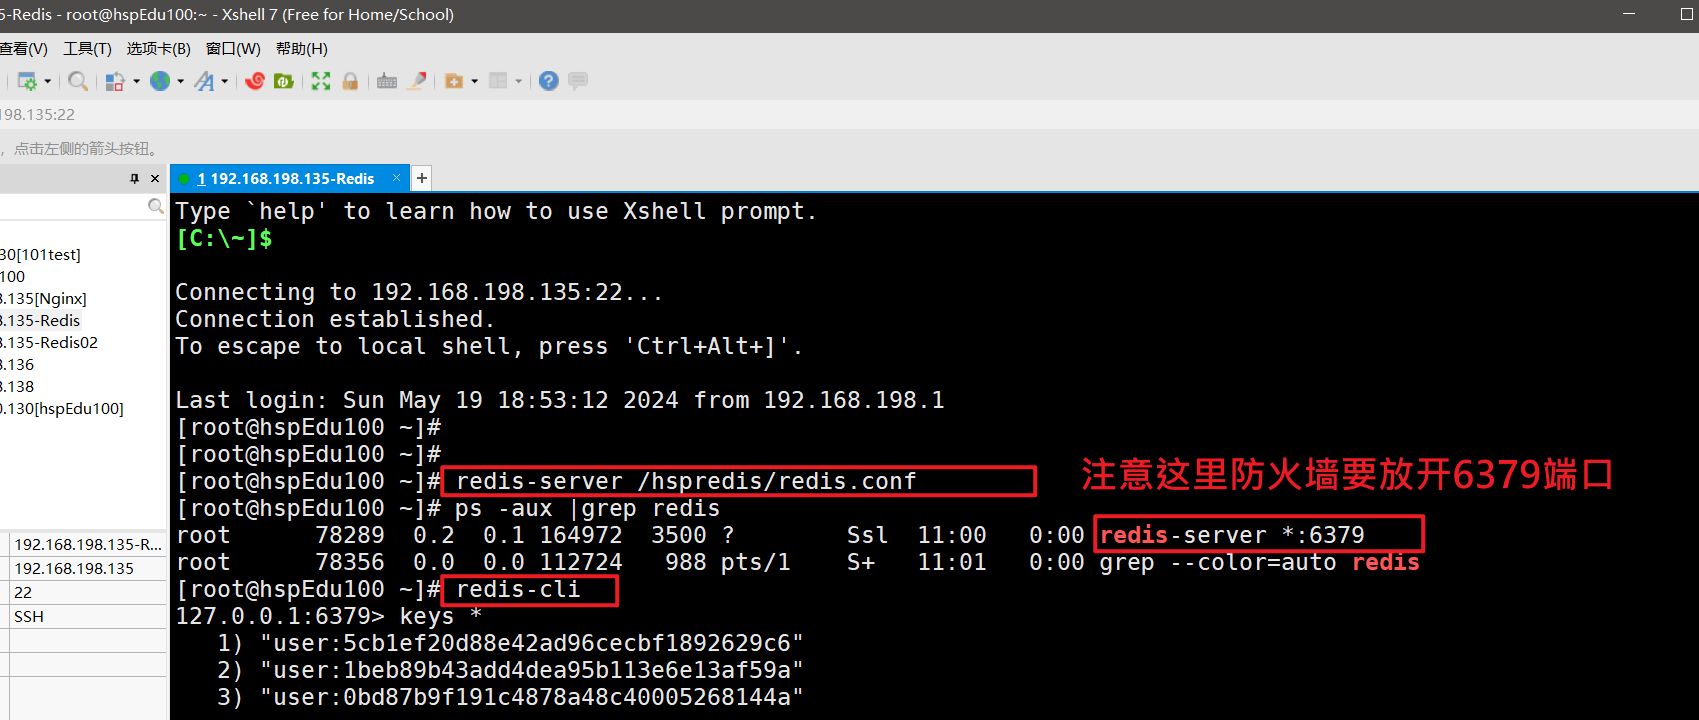 5-Redis - root@hspEdu100:~ - Xshell 7 (Free for Home/School)
查看(V) 工具(T) 选项卡(B) 窗口(W) 帮助(H)
198.135:22
，点击左侧的箭头按钮。
1 192.168.198.135-Redis
30[101test]
100
8.135[Nginx]
8.135-Redis
8.135-Redis02
8.136
8.138
0.130[hspEdu100]
192.168.198.135-R...
192.168.198.135
22
SSH
Type `help' to learn how to use Xshell prompt.
[C:\~]$
Connecting to 192.168.198.135:22...
Connection established.
To escape to local shell, press 'Ctrl+Alt+]'.
Last login: Sun May 19 18:53:12 2024 from 192.168.198.1
[root@hspEdu100 ~]#
[root@hspEdu100 ~]#
[root@hspEdu100 ~]# redis-server /hspredis/redis.conf
注意这里防火墙要放开6379端口
[root@hspEdu100 ~]# ps -aux |grep redis
root 78289 0.2 0.1 164972 3500 ? Ssl 11:00 0:00 redis-server *:6379
root 78356 0.0 0.0 112724 988 pts/1 S+ 11:01 0:00 grep --color=auto redis
[root@hspEdu100 ~]# redis-cli
127.0.0.1:6379> keys *
1) "user:5cb1ef20d88e42ad96cecbf1892629c6"
2) "user:1beb89b43add4dea95b113e6e13af59a"
3) "user:0bd87b9f191c4878a48c40005268144a"